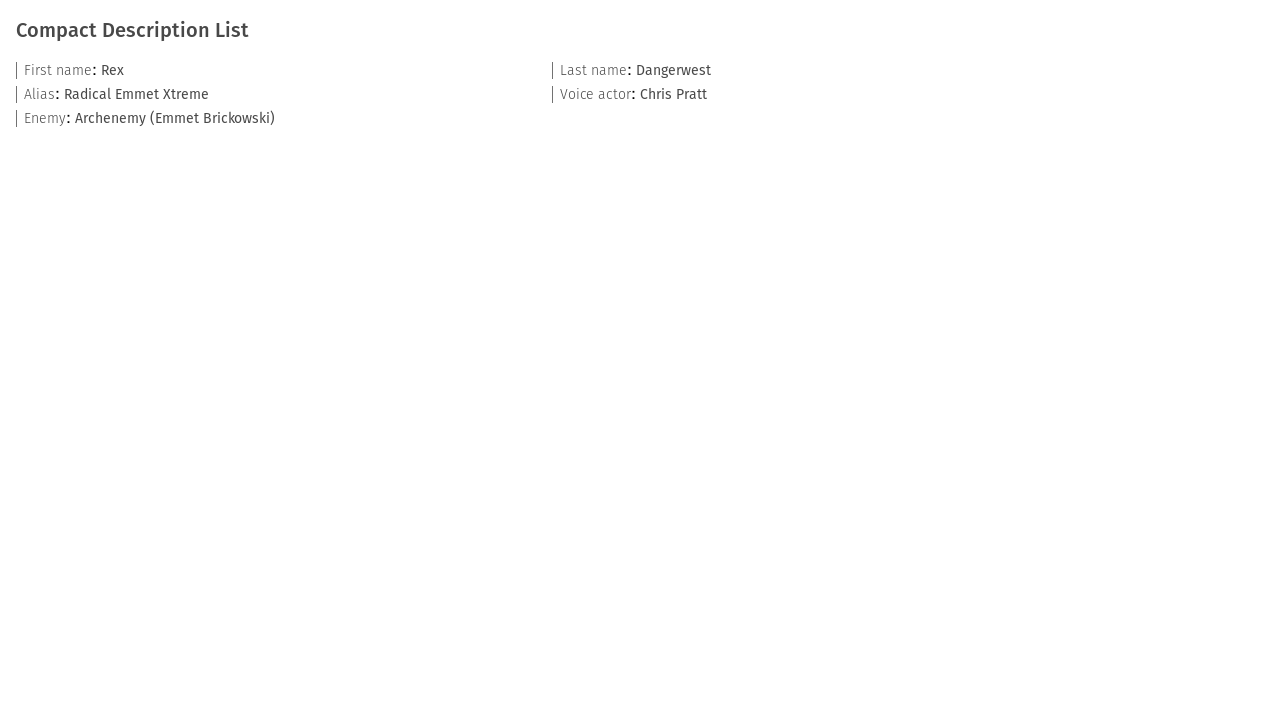 Compact Description List
First name: Rex
Last name: Dangerwest
Alias: Radical Emmet Xtreme
Voice actor: Chris Pratt
Enemy: Archenemy (Emmet Brickowski)